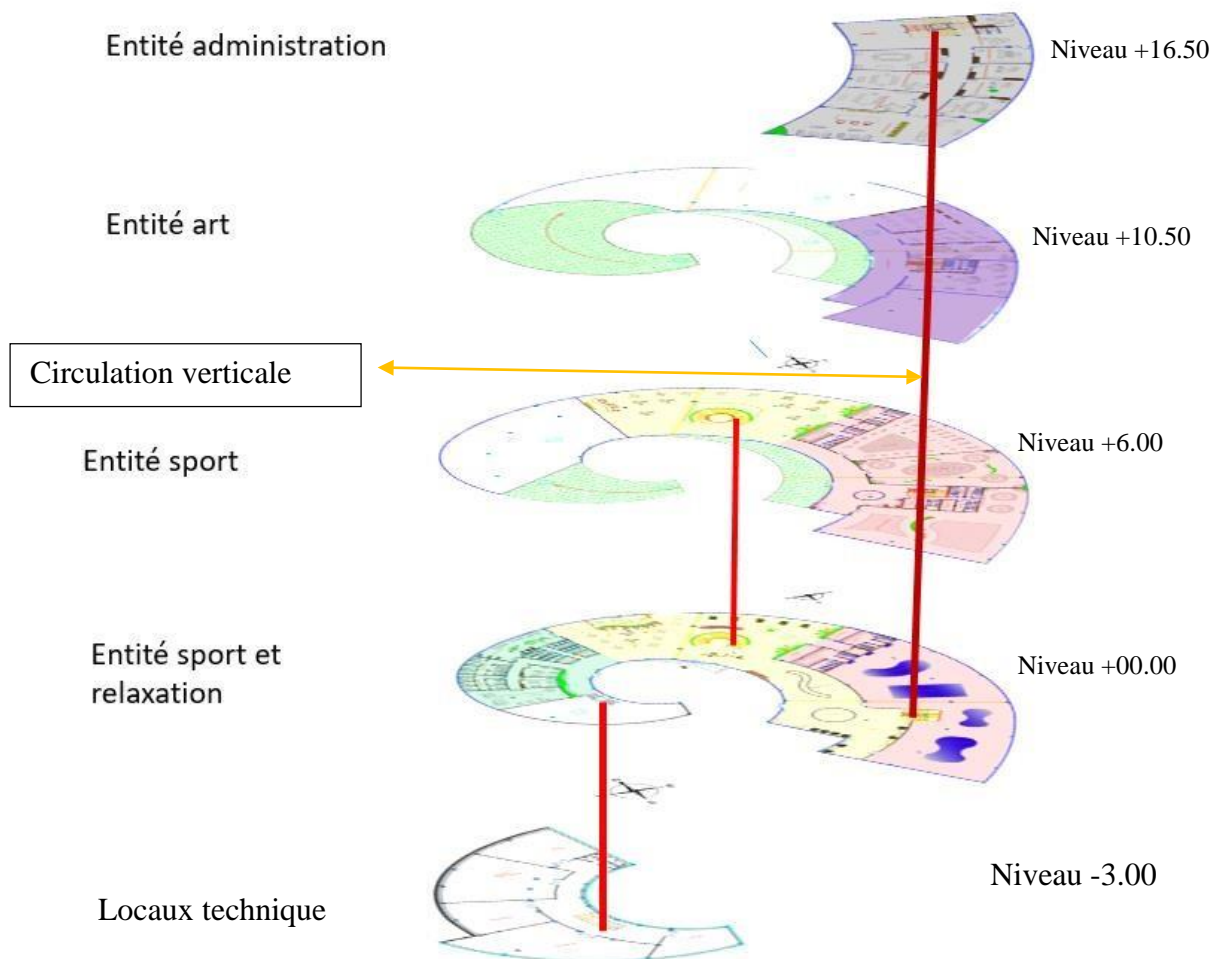 Entité administration
Niveau +16.50
Entité art
Niveau +10.50
Circulation verticale
Entité sport
Niveau +6.00
Entité sport et
relaxation
Niveau +00.00
Niveau -3.00
Locaux technique